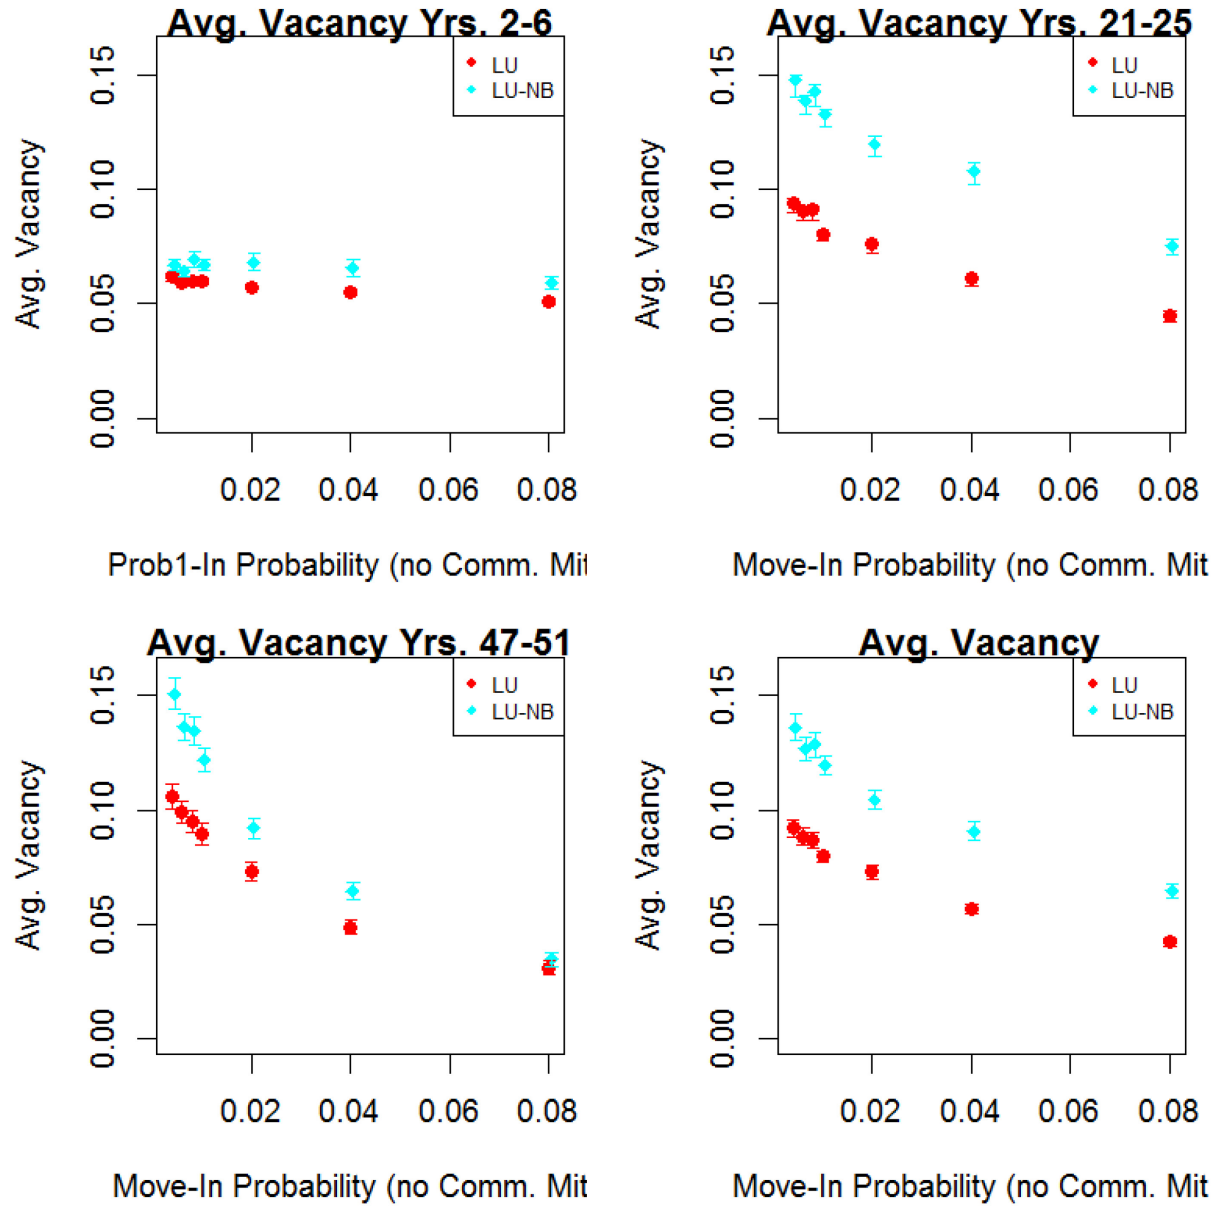 Avg. Vacancy Yrs. 2-6
LU
LU-NB
Avg. Vacancy
0.00 0.05 0.10 0.15
0.02 0.04 0.06 0.08
Prob1-In Probability (no Comm. Mit
Avg. Vacancy Yrs. 21-25
LU
LU-NB
Avg. Vacancy
0.00 0.05 0.10 0.15
0.02 0.04 0.06 0.08
Move-In Probability (no Comm. Mit
Avg. Vacancy Yrs. 47-51
LU
LU-NB
Avg. Vacancy
0.00 0.05 0.10 0.15
0.02 0.04 0.06 0.08
Move-In Probability (no Comm. Mit
Avg. Vacancy
LU
LU-NB
Avg. Vacancy
0.00 0.05 0.10 0.15
0.02 0.04 0.06 0.08
Move-In Probability (no Comm. Mit